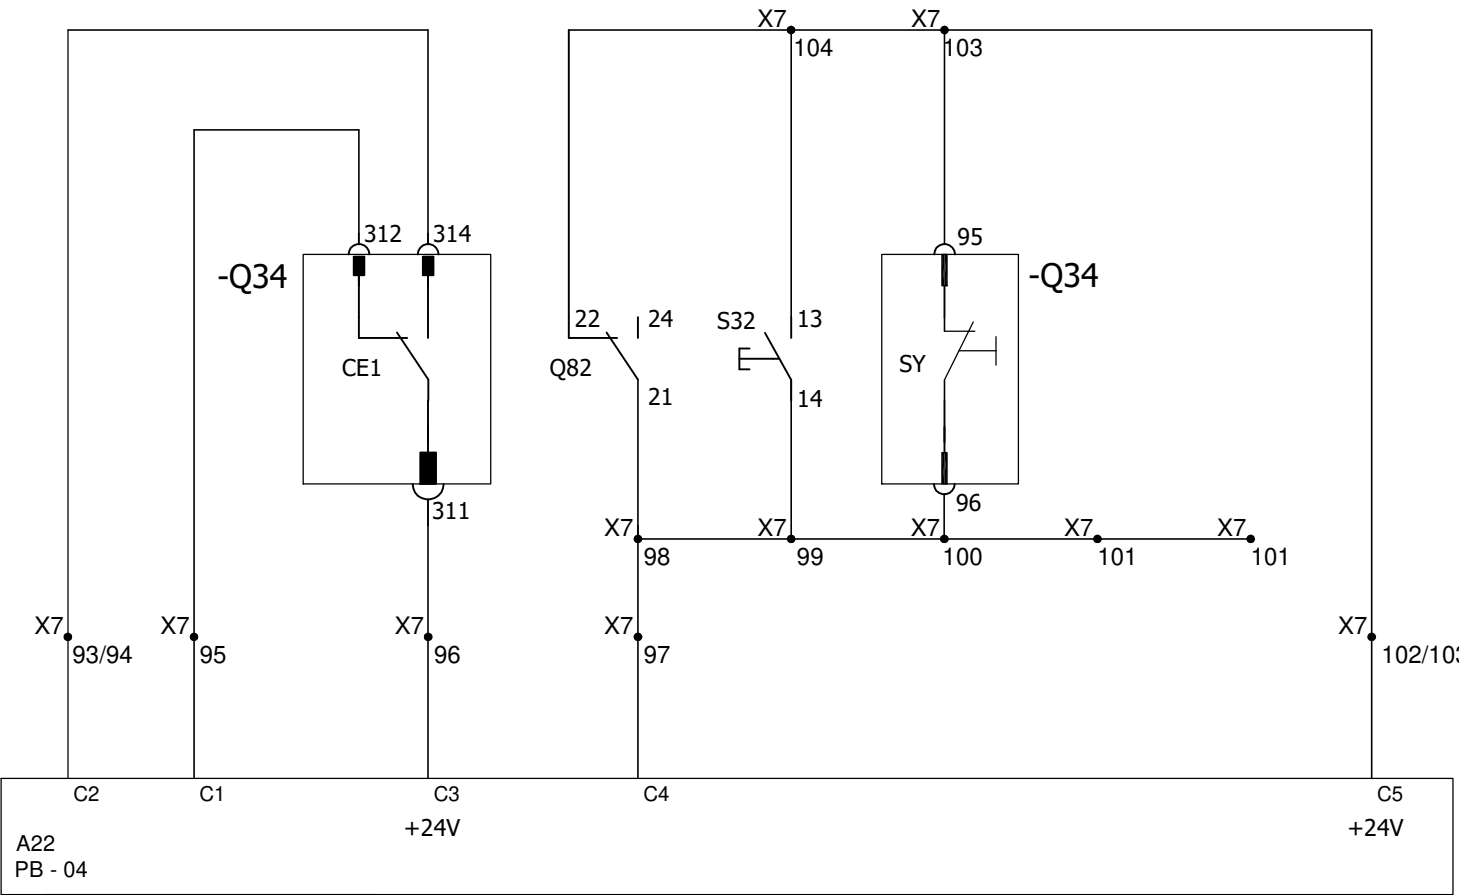 X7 X7
104 103
312 314 95
-Q34 -Q34
22 24 S32 13
CE1 Q82 SY
21 14
311 96
X7 X7 X7 X7 X7
98 99 100 101 101
X7 X7 X7 X7 X7
93/94 95 96 97 102/103
C2 C1 C3 C4 C5
+24V +24V
A22
PB - 04